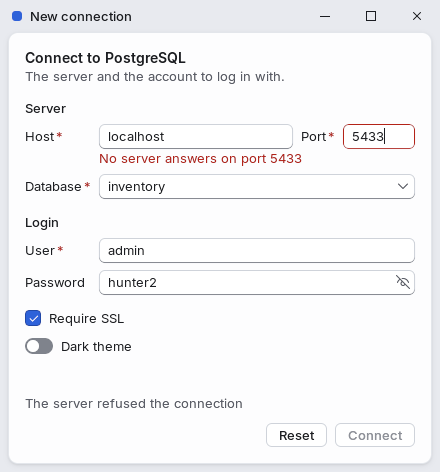 New connection
Connect to PostgreSQL
The server and the account to log in with.
Server
Host* localhost Port* 5433
No server answers on port 5433
Database* inventory
Login
User* admin
Password hunter2
Require SSL
Dark theme
The server refused the connection
Reset Connect